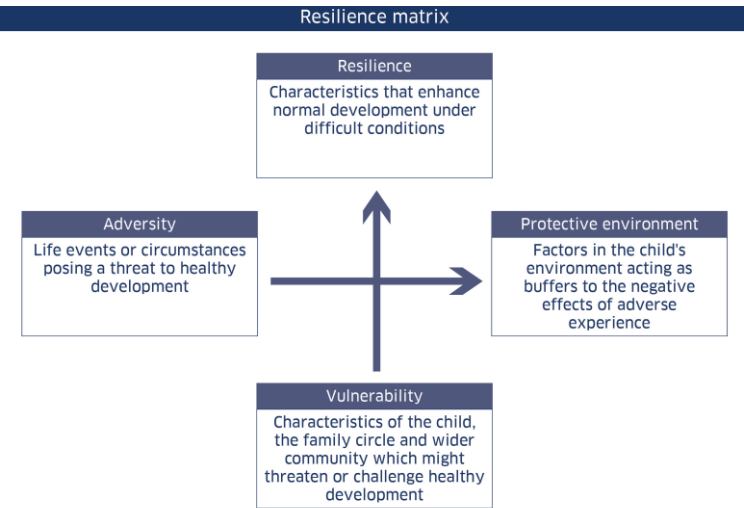 Resilience matrix
Resilience
Characteristics that enhance
normal development under
difficult conditions
Adversity
Life events or circumstances
posing a threat to healthy
development
Protective environment
Factors in the child's
environment acting as
buffers to the negative
effects of adverse
experience
Vulnerability
Characteristics of the child,
the family circle and wider
community which might
threaten or challenge healthy
development